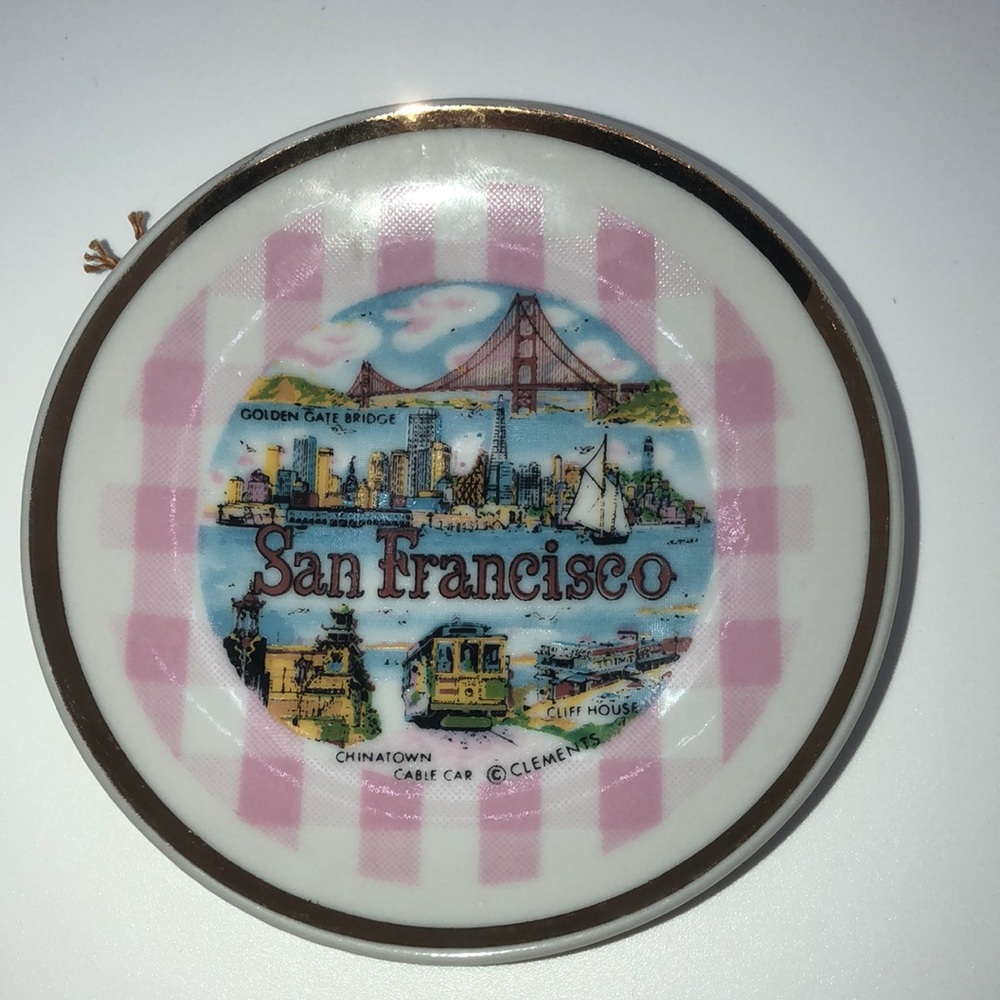 GOLDEN GATE BRIDGE
San Francisco
CLIFF HOUSE
CHINATOWN
CABLE CAR © CLEMENTS